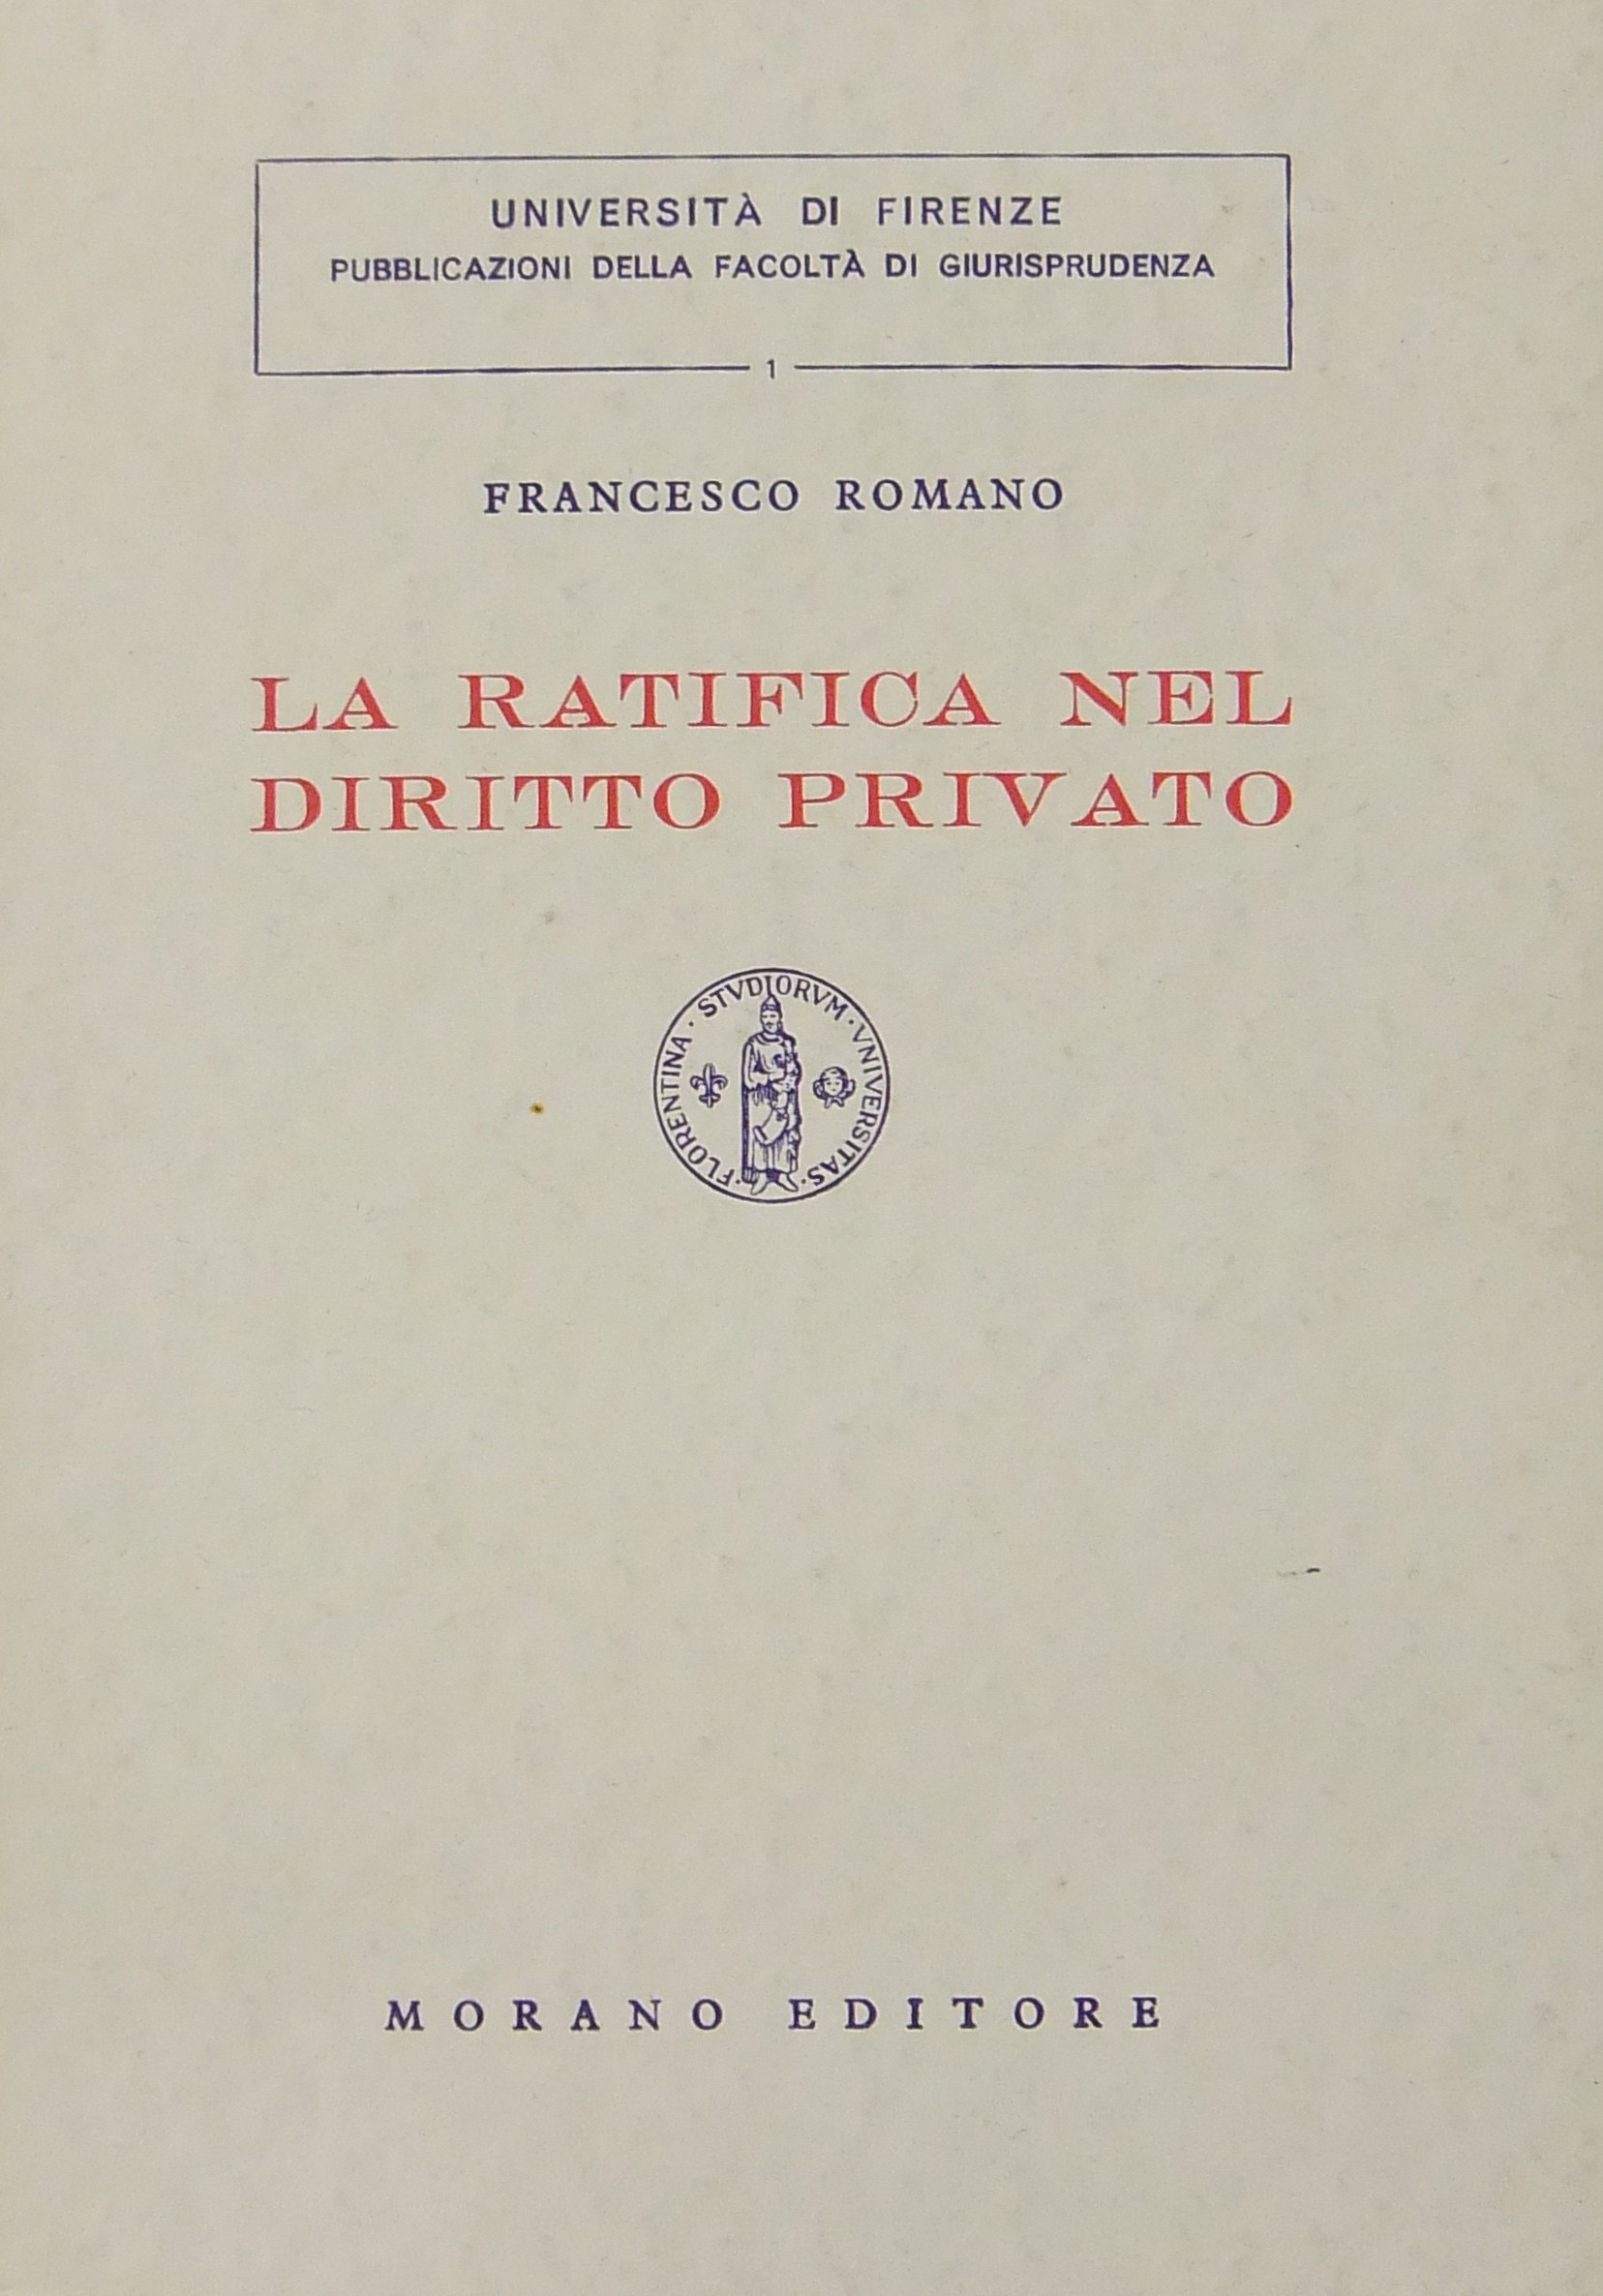 UNIVERSITÀ DI FIRENZE
PUBBLICAZIONI DELLA FACOLTÀ DI GIURISPRUDENZA
1
FRANCESCO ROMANO
LA RATIFICA NEL
DIRITTO PRIVATO
· FLORENTINA · STVDIORVM · VNIVERSITAS ·
MORANO EDITORE